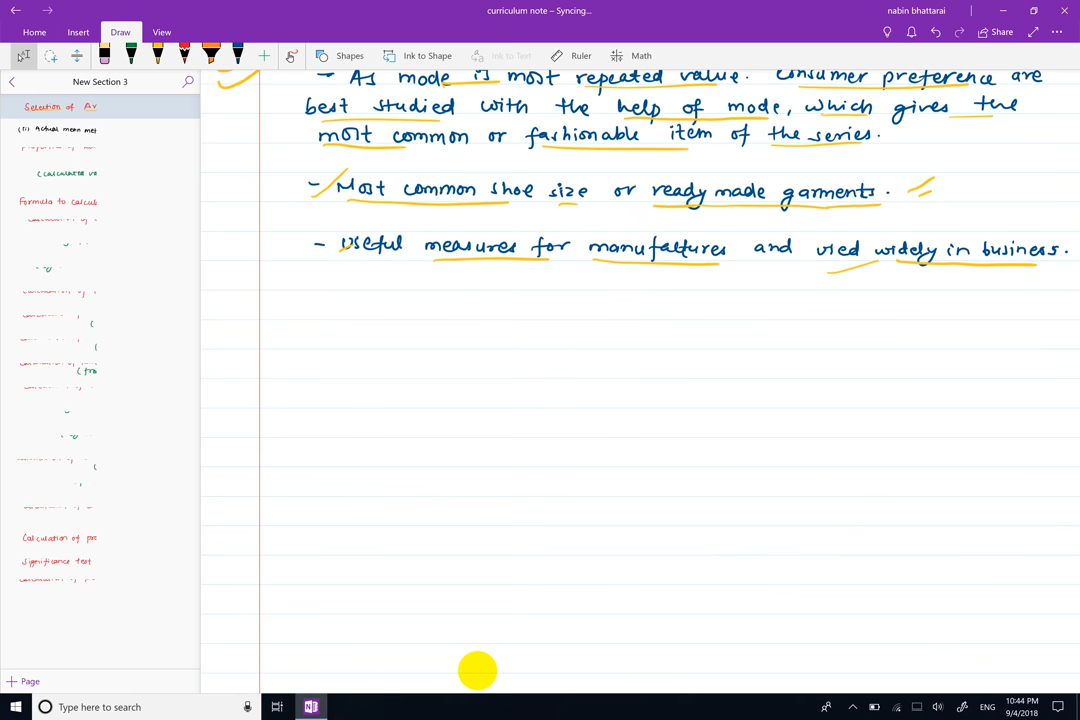 curriculum note – Syncing...
nabin bhattarai
Home Insert Draw View
Share
Shapes Ink to Shape Ink to Text Ruler Math
New Section 3
Selection of Av
(ii) Actual mean met
(calculated va
Formula to calcul
Calculation of pre
Significance test
+ Page
- As mode is most repeated value. Consumer preference are
best studied with the help of mode, which gives the
most common or fashionable item of the series.
- Most common shoe size or ready made garments.
- Useful measures for manufactures and used widely in business.
Type here to search
ENG
10:44 PM
9/4/2018